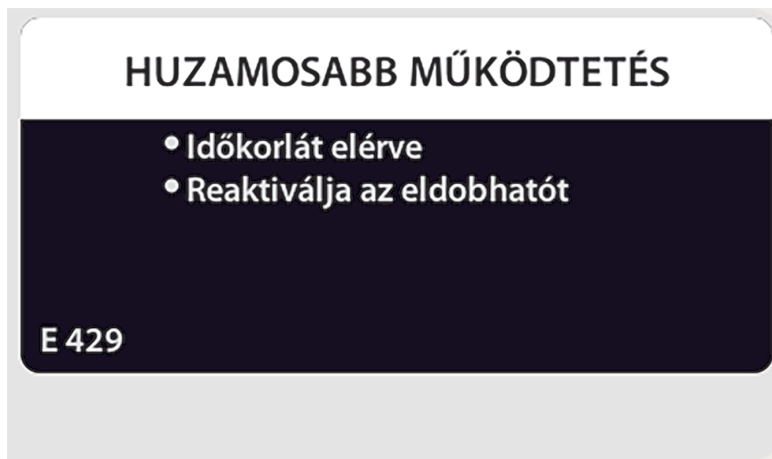 HUZAMOSABB MŰKÖDTETÉS
• Időkorlát elérve
• Reaktiválja az eldobhatót
E 429